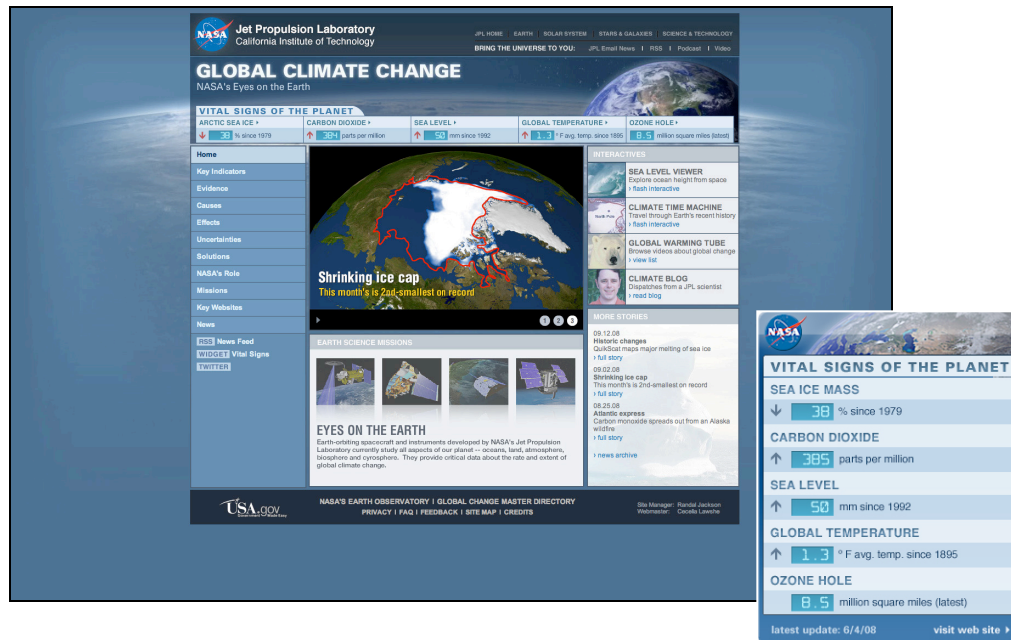 NASA
Jet Propulsion Laboratory
California Institute of Technology
JPL HOME EARTH SOLAR SYSTEM STARS & GALAXIES SCIENCE & TECHNOLOGY
BRING THE UNIVERSE TO YOU: JPL Email News | RSS | Podcast | Video
GLOBAL CLIMATE CHANGE
NASA's Eyes on the Earth
VITAL SIGNS OF THE PLANET
ARCTIC SEA ICE CARBON DIOXIDE SEA LEVEL GLOBAL TEMPERATURE OZONE HOLE
38 % since 1979 384 parts per million 50 mm since 1992 1.3 ° F avg. temp. since 1895 8.5 million square miles (latest)
Home
Key Indicators
Evidence
Causes
Effects
Uncertainties
Solutions
NASA's Role
Missions
Key Websites
News
RSS News Feed
WIDGET Vital Signs
TWITTER
Shrinking ice cap
This month's is 2nd-smallest on record
1 2 3
EARTH SCIENCE MISSIONS
EYES ON THE EARTH
Earth-orbiting spacecraft and instruments developed by NASA's Jet Propulsion
Laboratory currently study all aspects of our planet -- oceans, land, atmosphere,
biosphere and cyrosphere. They provide critical data about the rate and extent of
global climate change.
INTERACTIVES
SEA LEVEL VIEWER
Explore ocean height from space
› flash interactive
North Pole
CLIMATE TIME MACHINE
Travel through Earth's recent history
› flash interactive
GLOBAL WARMING TUBE
Browse videos about global change
› view list
CLIMATE BLOG
Dispatches from a JPL scientist
› read blog
MORE STORIES
09.12.08
Historic changes
QuikScat maps major melting of sea ice
› full story
09.02.08
Shrinking ice cap
This month's is 2nd-smallest on record
› full story
08.25.08
Atlantic express
Carbon monoxide spreads out from an Alaska
wildfire
› full story
› news archive
USA.gov
Government Made Easy
NASA'S EARTH OBSERVATORY | GLOBAL CHANGE MASTER DIRECTORY
PRIVACY | FAQ | FEEDBACK | SITE MAP | CREDITS
Site Manager: Randal Jackson
Webmaster: Cecelia Lawshe
NASA
VITAL SIGNS OF THE PLANET
SEA ICE MASS
38 % since 1979
CARBON DIOXIDE
385 parts per million
SEA LEVEL
50 mm since 1992
GLOBAL TEMPERATURE
1.3 ° F avg. temp. since 1895
OZONE HOLE
8.5 million square miles (latest)
latest update: 6/4/08 visit web site